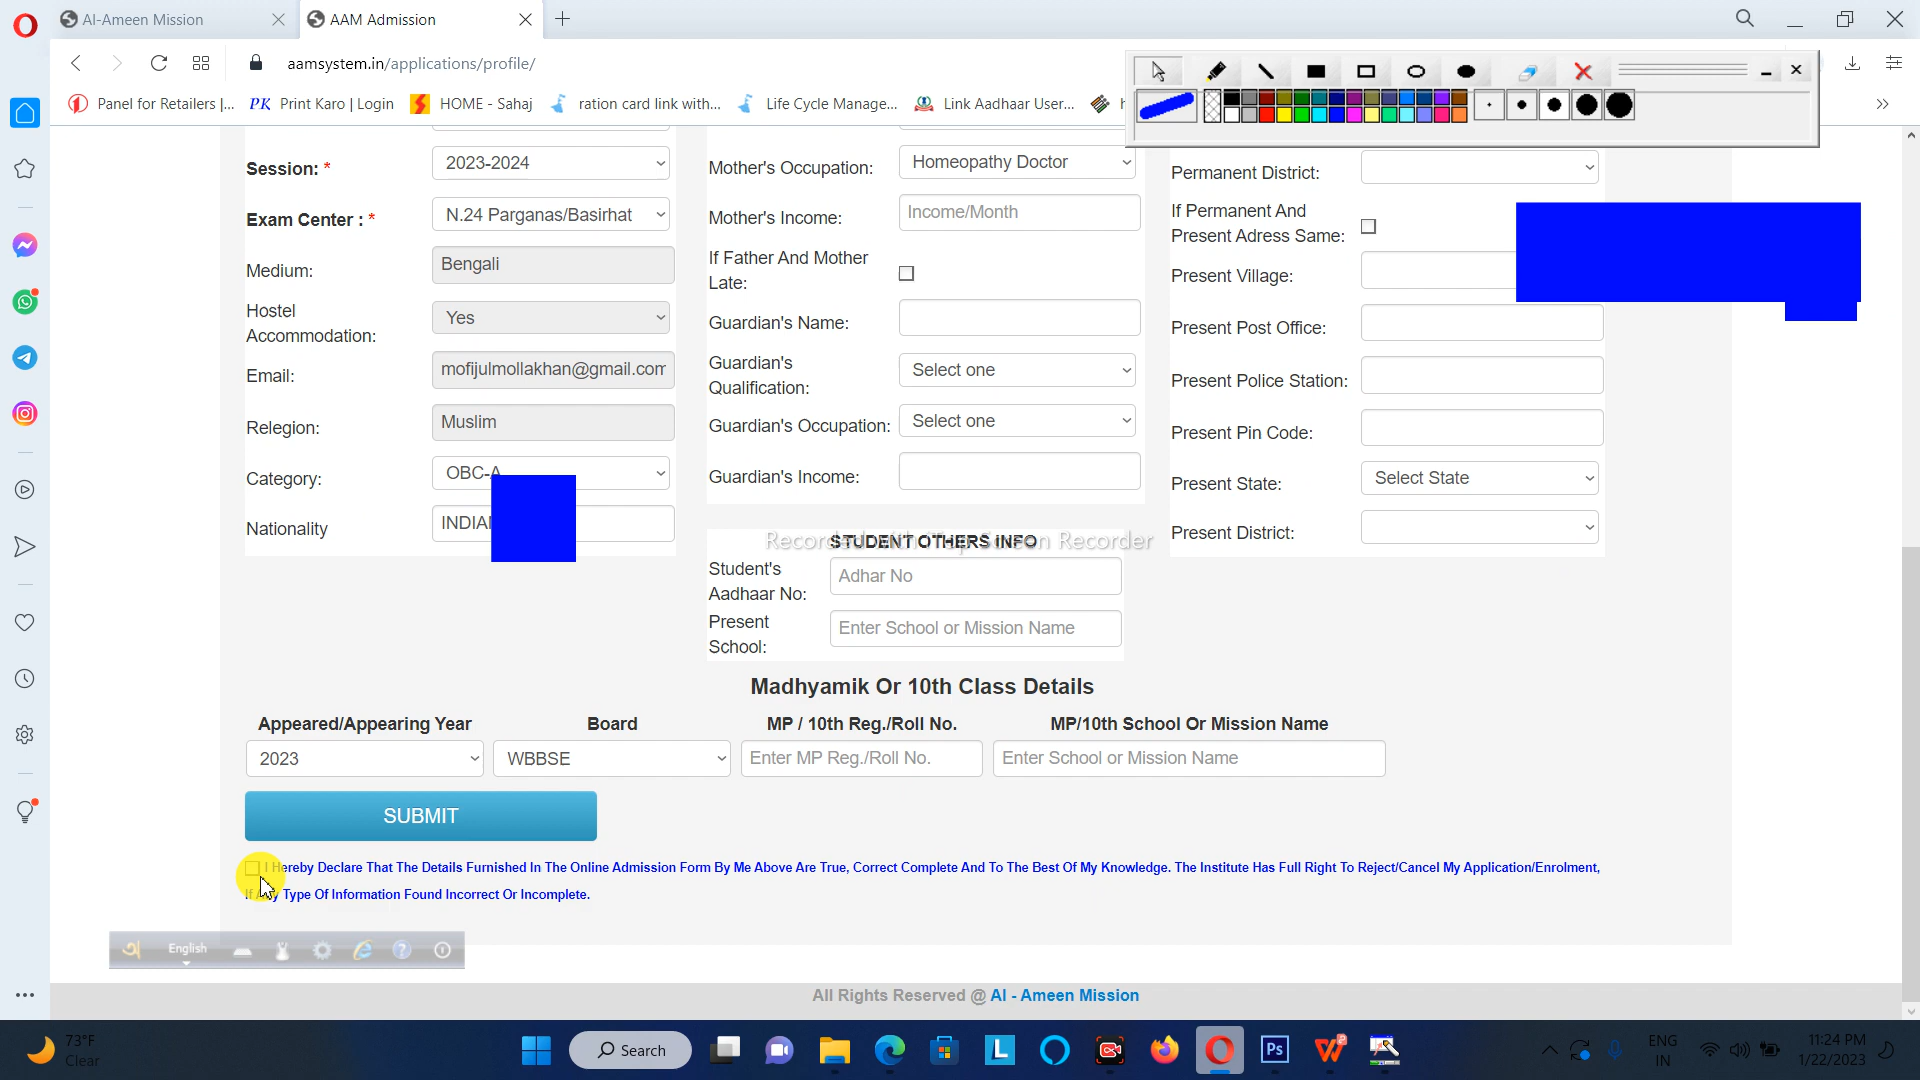 Al-Ameen Mission
AAM Admission
aamsystem.in/applications/profile/
Panel for Retailers |...
PK Print Karo | Login
HOME - Sahaj
ration card link with...
Life Cycle Manage...
Link Aadhaar User...
Session: *
2023-2024
Exam Center : *
N.24 Parganas/Basirhat
Medium:
Bengali
Hostel
Accommodation:
Yes
Email:
mofijulmollakhan@gmail.com
Relegion:
Muslim
Category:
OBC-A
Nationality
Mother's Occupation:
Homeopathy Doctor
Mother's Income:
Income/Month
If Father And Mother
Late:
Guardian's Name:
Guardian's
Qualification:
Select one
Guardian's Occupation:
Select one
Guardian's Income:
Permanent District:
If Permanent And
Present Adress Same:
Present Village:
Present Post Office:
Present Police Station:
Present Pin Code:
Present State:
Select State
Present District:
STUDENT OTHERS INFO
Student's
Aadhaar No:
Adhar No
Present
School:
Enter School or Mission Name
Madhyamik Or 10th Class Details
Appeared/Appearing Year
Board
MP / 10th Reg./Roll No.
MP/10th School Or Mission Name
2023
WBBSE
Enter MP Reg./Roll No.
Enter School or Mission Name
SUBMIT
I Hereby Declare That The Details Furnished In The Online Admission Form By Me Above Are True, Correct Complete And To The Best Of My Knowledge. The Institute Has Full Right To Reject/Cancel My Application/Enrolment,
If Any Type Of Information Found Incorrect Or Incomplete.
English
All Rights Reserved @ Al - Ameen Mission
73°F
Clear
Search
ENG
IN
11:24 PM
1/22/2023